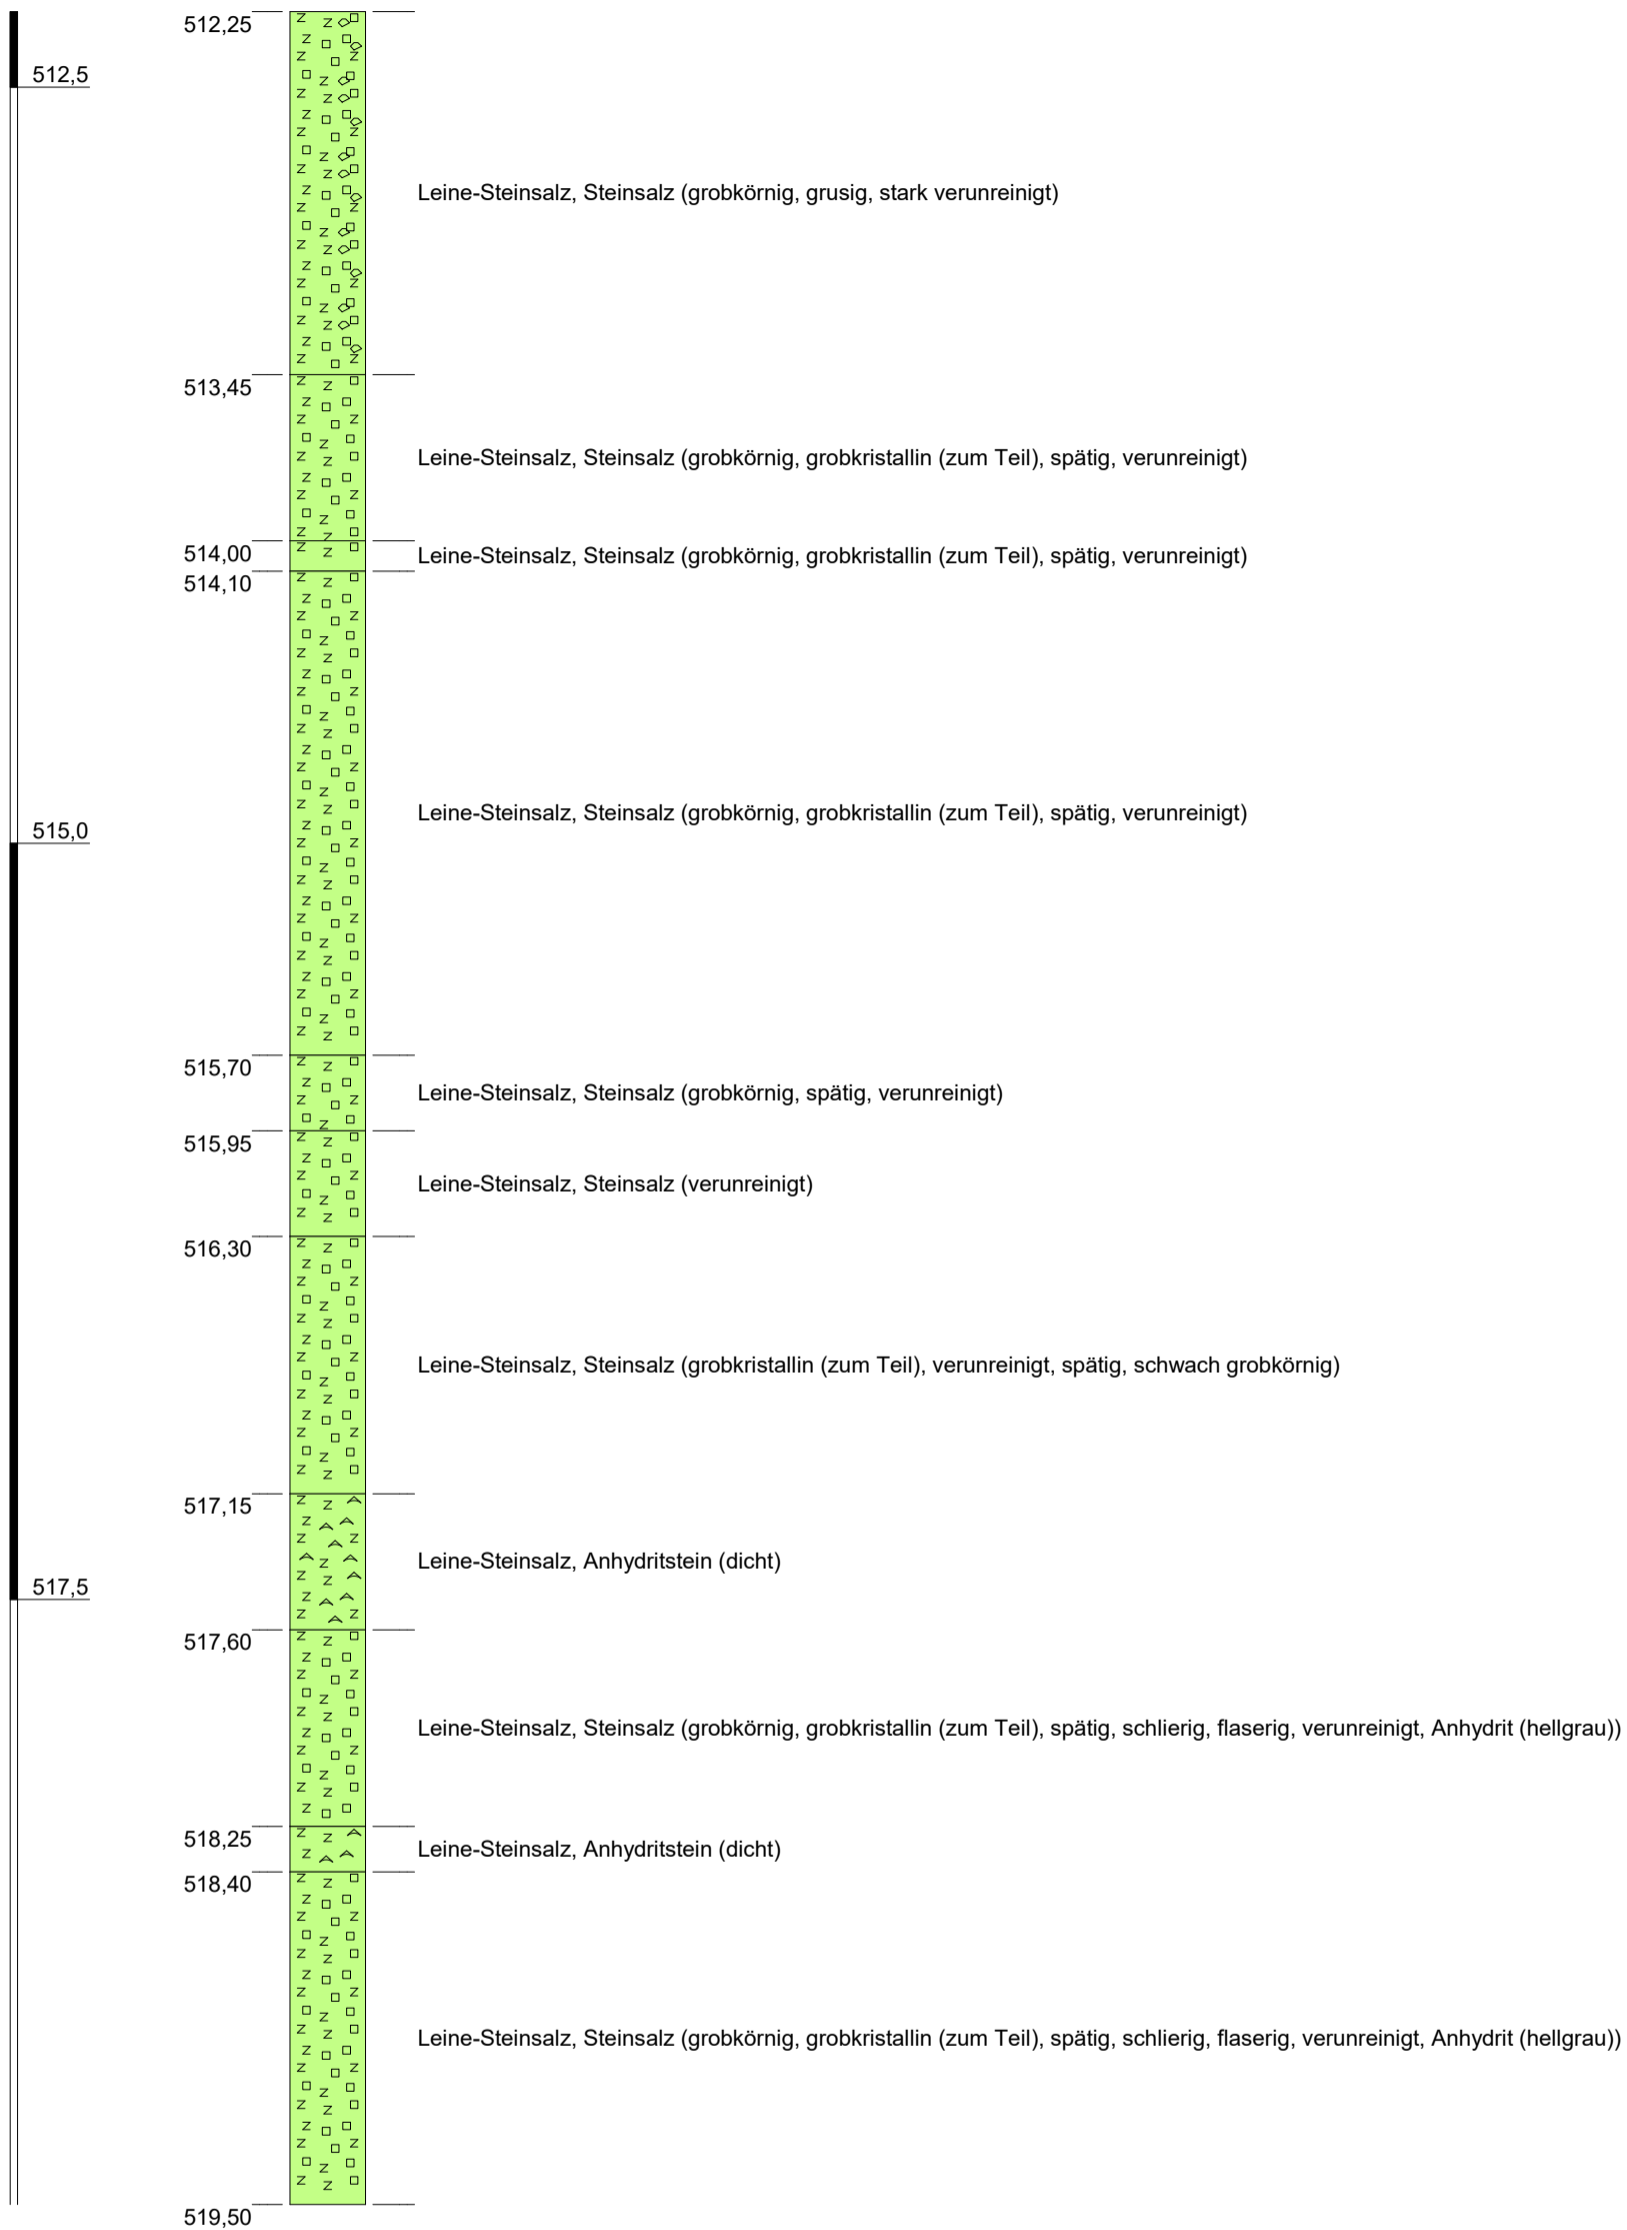 512,25
512,5
Leine-Steinsalz, Steinsalz (grobkörnig, grusig, stark verunreinigt)
513,45
Leine-Steinsalz, Steinsalz (grobkörnig, grobkristallin (zum Teil), spätig, verunreinigt)
514,00
Leine-Steinsalz, Steinsalz (grobkörnig, grobkristallin (zum Teil), spätig, verunreinigt)
514,10
Leine-Steinsalz, Steinsalz (grobkörnig, grobkristallin (zum Teil), spätig, verunreinigt)
515,0
515,70
Leine-Steinsalz, Steinsalz (grobkörnig, spätig, verunreinigt)
515,95
Leine-Steinsalz, Steinsalz (verunreinigt)
516,30
Leine-Steinsalz, Steinsalz (grobkristallin (zum Teil), verunreinigt, spätig, schwach grobkörnig)
517,15
Leine-Steinsalz, Anhydritstein (dicht)
517,5
517,60
Leine-Steinsalz, Steinsalz (grobkörnig, grobkristallin (zum Teil), spätig, schlierig, flaserig, verunreinigt, Anhydrit (hellgrau))
518,25
Leine-Steinsalz, Anhydritstein (dicht)
518,40
Leine-Steinsalz, Steinsalz (grobkörnig, grobkristallin (zum Teil), spätig, schlierig, flaserig, verunreinigt, Anhydrit (hellgrau))
519,50